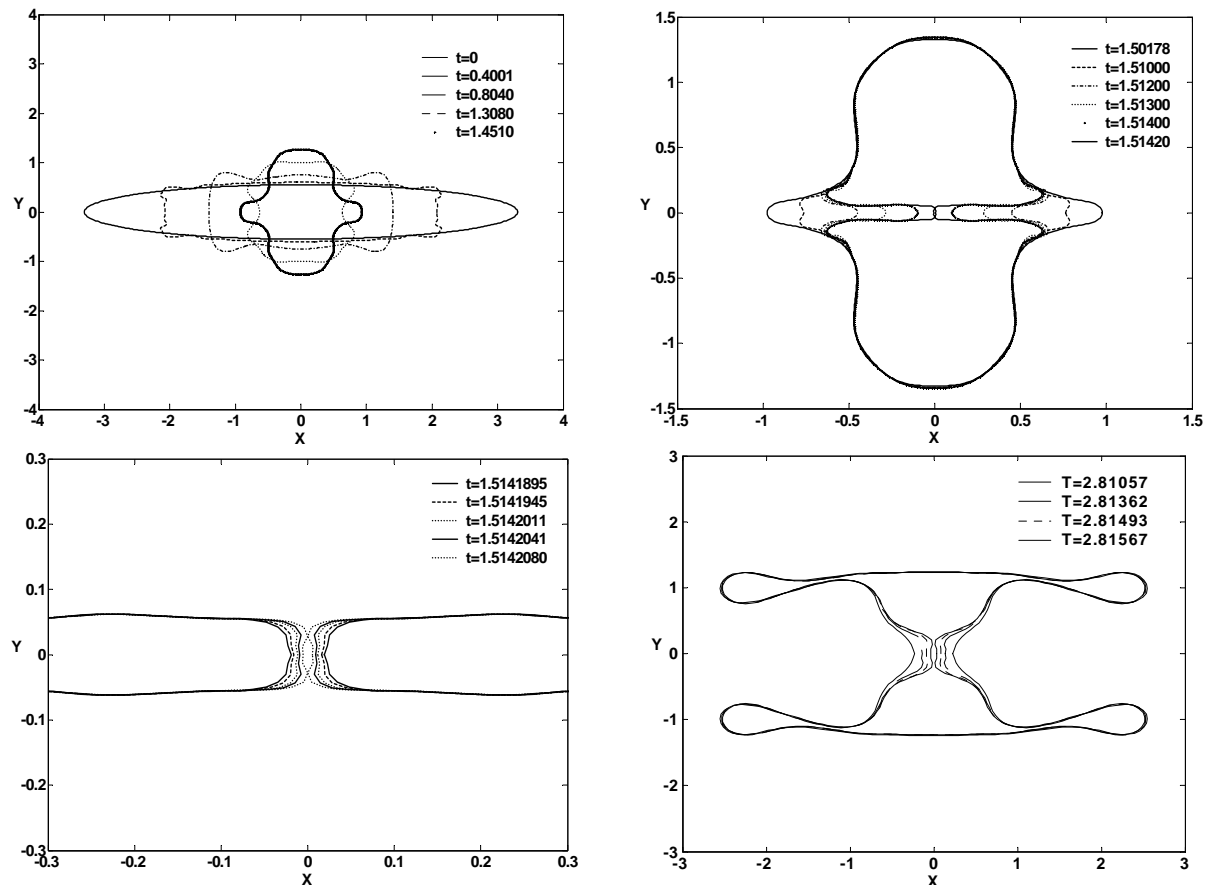 4
3
2
1
Y 0
-1
-2
-3
-4
-4 -3 -2 -1 0 1 2 3 4
X
t=0
t=0.4001
t=0.8040
t=1.3080
t=1.4510
1.5
1
0.5
Y 0
-0.5
-1
-1.5
-1.5 -1 -0.5 0 0.5 1 1.5
X
t=1.50178
t=1.51000
t=1.51200
t=1.51300
t=1.51400
t=1.51420
0.3
0.2
0.1
Y 0
-0.1
-0.2
-0.3
-0.3 -0.2 -0.1 0 0.1 0.2 0.3
X
t=1.5141895
t=1.5141945
t=1.5142011
t=1.5142041
t=1.5142080
3
2
1
Y 0
-1
-2
-3
-3 -2 -1 0 1 2 3
X
T=2.81057
T=2.81362
T=2.81493
T=2.81567